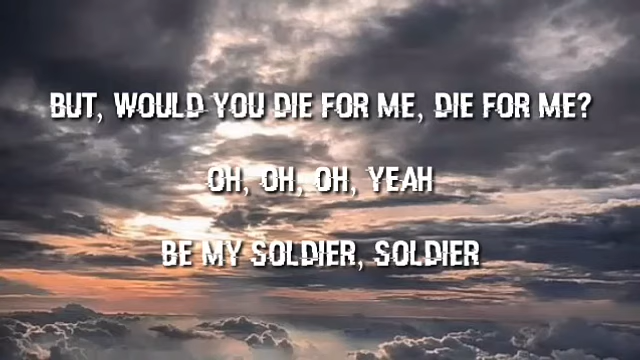 BUT, WOULD YOU DIE FOR ME, DIE FOR ME?
OH, OH, OH, YEAH
BE MY SOLDIER, SOLDIER